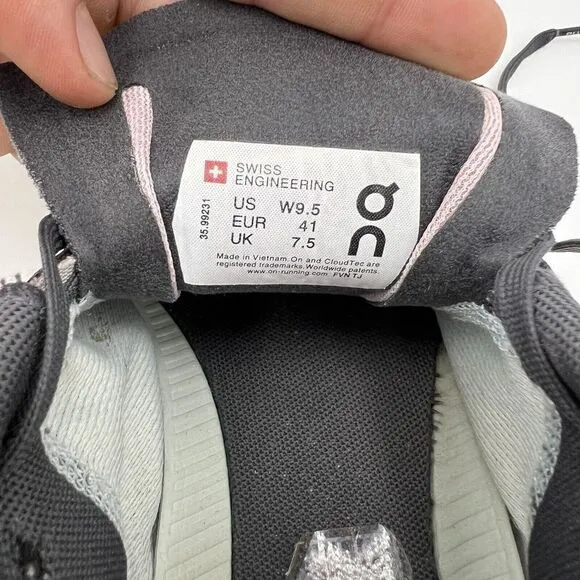 SWISS
ENGINEERING
US W9.5
EUR 41
UK 7.5
Made in Vietnam. On and CloudTec are
registered trademarks. Worldwide patents.
www.on-running.com FVN TJ
35.99231
On